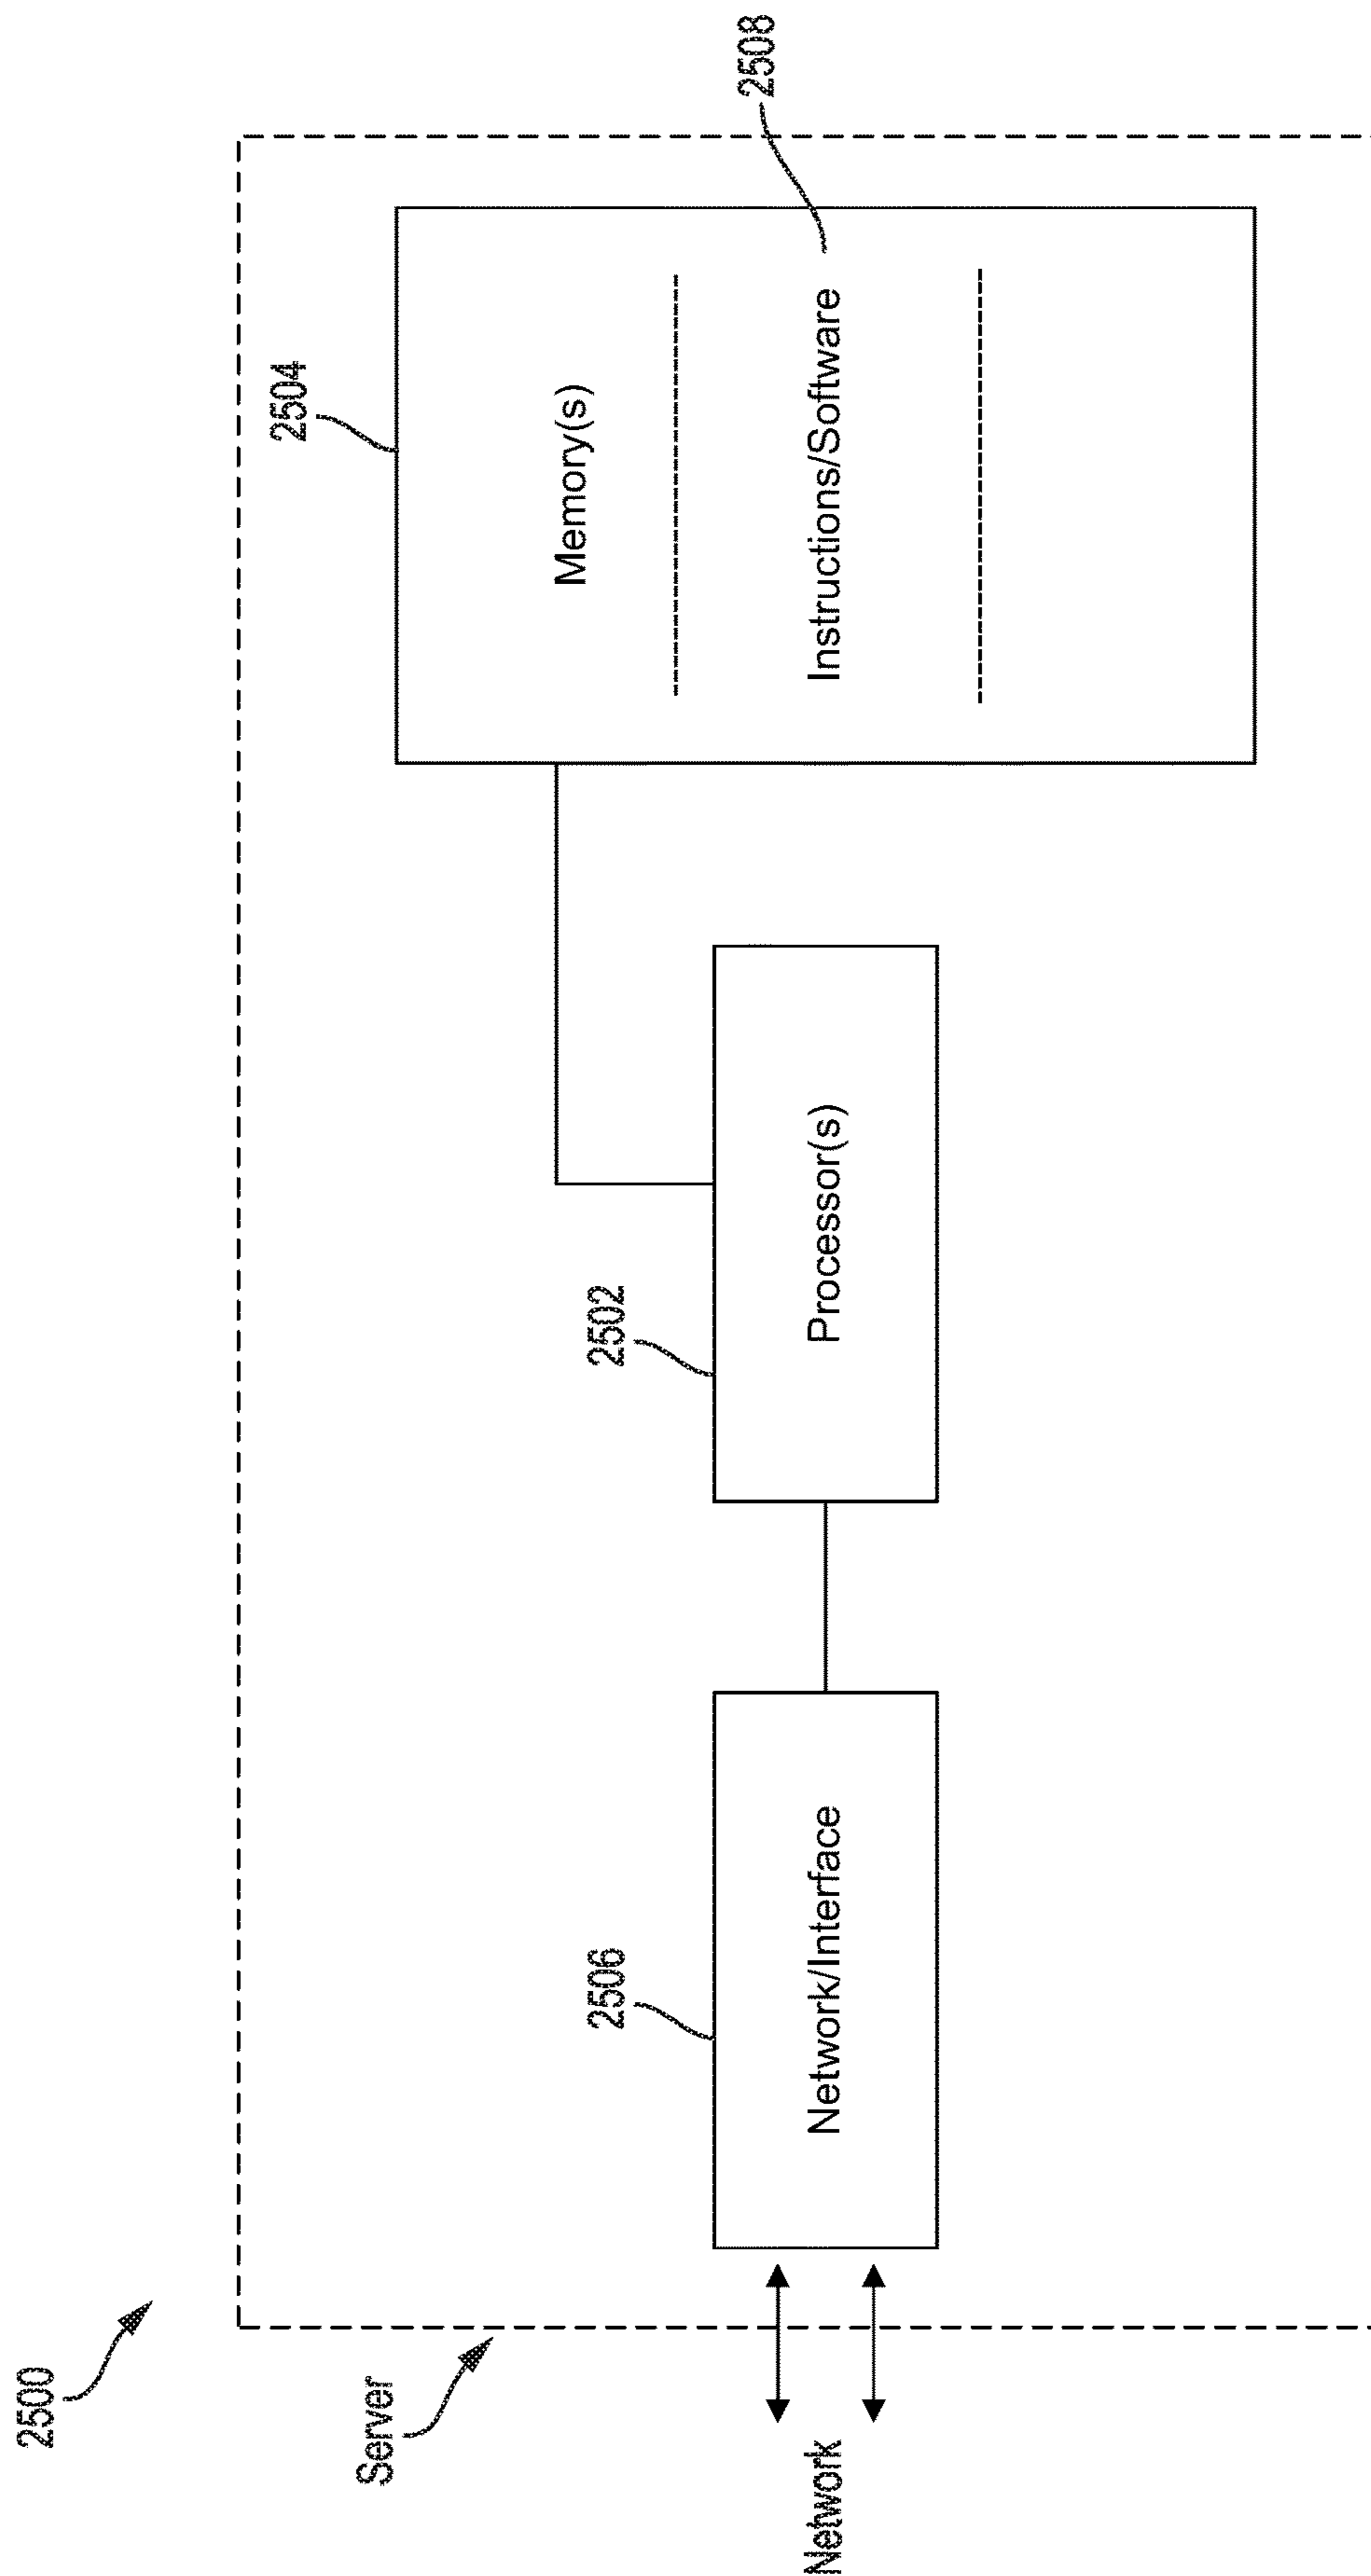 2500
Server
2504
Memory(s)
2508
Instructions/Software
2502
Processor(s)
2506
Network/Interface
Network